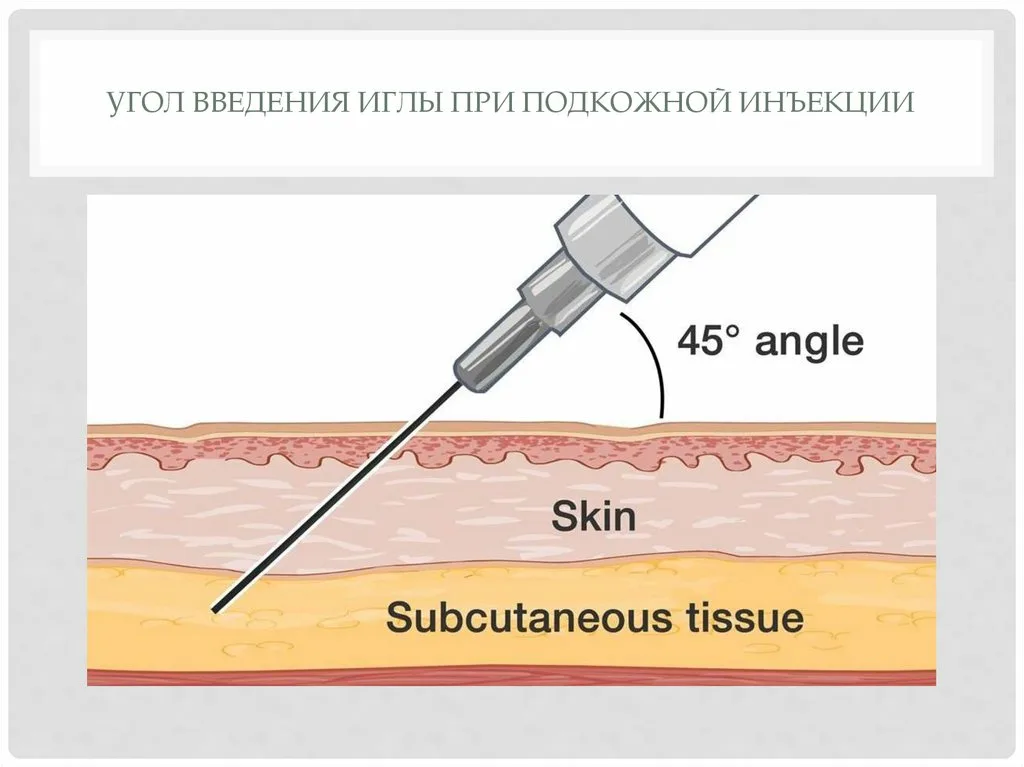 УГОЛ ВВЕДЕНИЯ ИГЛЫ ПРИ ПОДКОЖНОЙ ИНЪЕКЦИИ
45° angle
Skin
Subcutaneous tissue